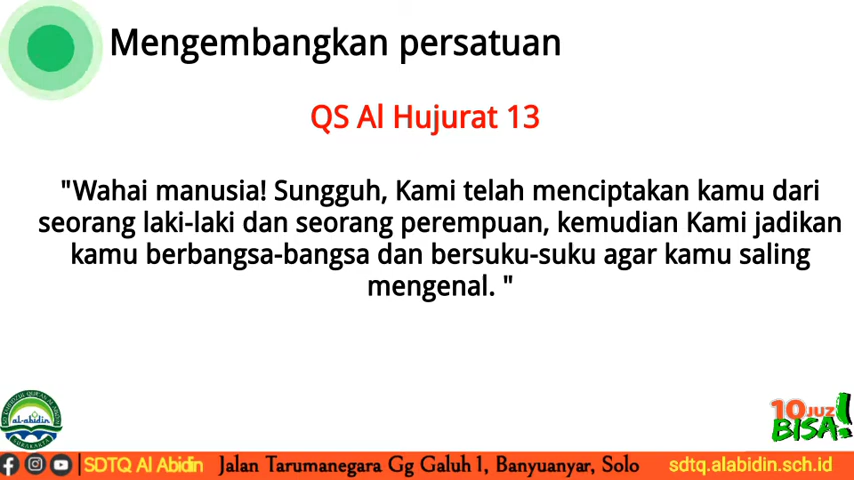 Mengembangkan persatuan
QS Al Hujurat 13
"Wahai manusia! Sungguh, Kami telah menciptakan kamu dari
seorang laki-laki dan seorang perempuan, kemudian Kami jadikan
kamu berbangsa-bangsa dan bersuku-suku agar kamu saling
mengenal. "
al-abidin
10 JUZ
BISA!
SDTQ Al Abidin Jalan Tarumanegara Gg Galuh 1, Banyuanyar, Solo sdtq.alabidin.sch.id